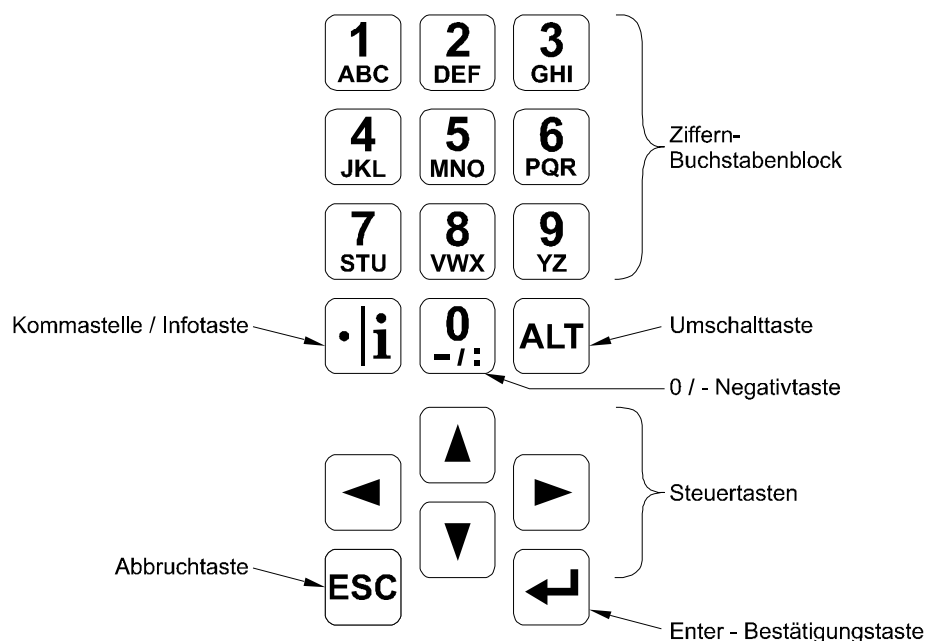 1 2 3
ABC DEF GHI
4 5 6
JKL MNO PQR
Ziffern-
Buchstabenblock
7 8 9
STU VWX YZ
Kommastelle / Infotaste
·|i 0 ALT
- / :
Umschalttaste
0 / - Negativtaste
Steuertasten
Abbruchtaste
ESC
Enter - Bestätigungstaste